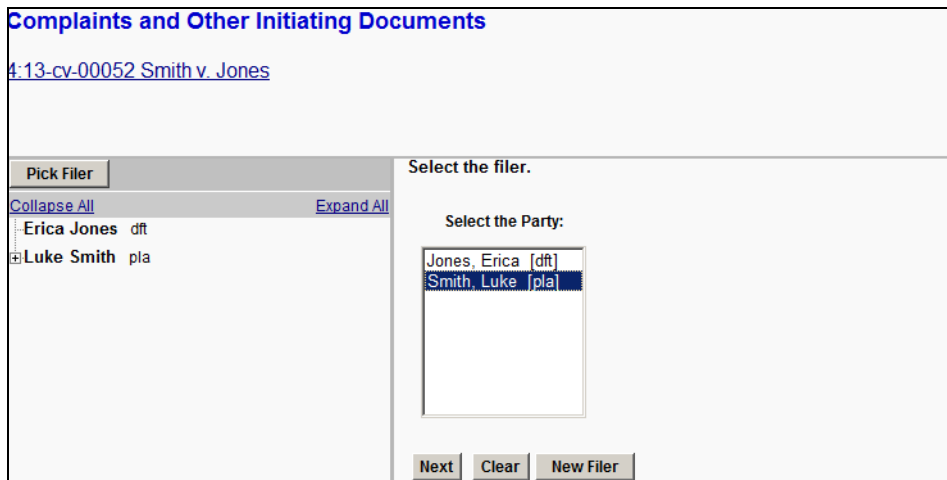 Complaints and Other Initiating Documents
4:13-cv-00052 Smith v. Jones
Pick Filer
Collapse All Expand All
Erica Jones dft
Luke Smith pla
Select the filer.
Select the Party:
Jones, Erica [dft]
Smith, Luke [pla]
Next Clear New Filer